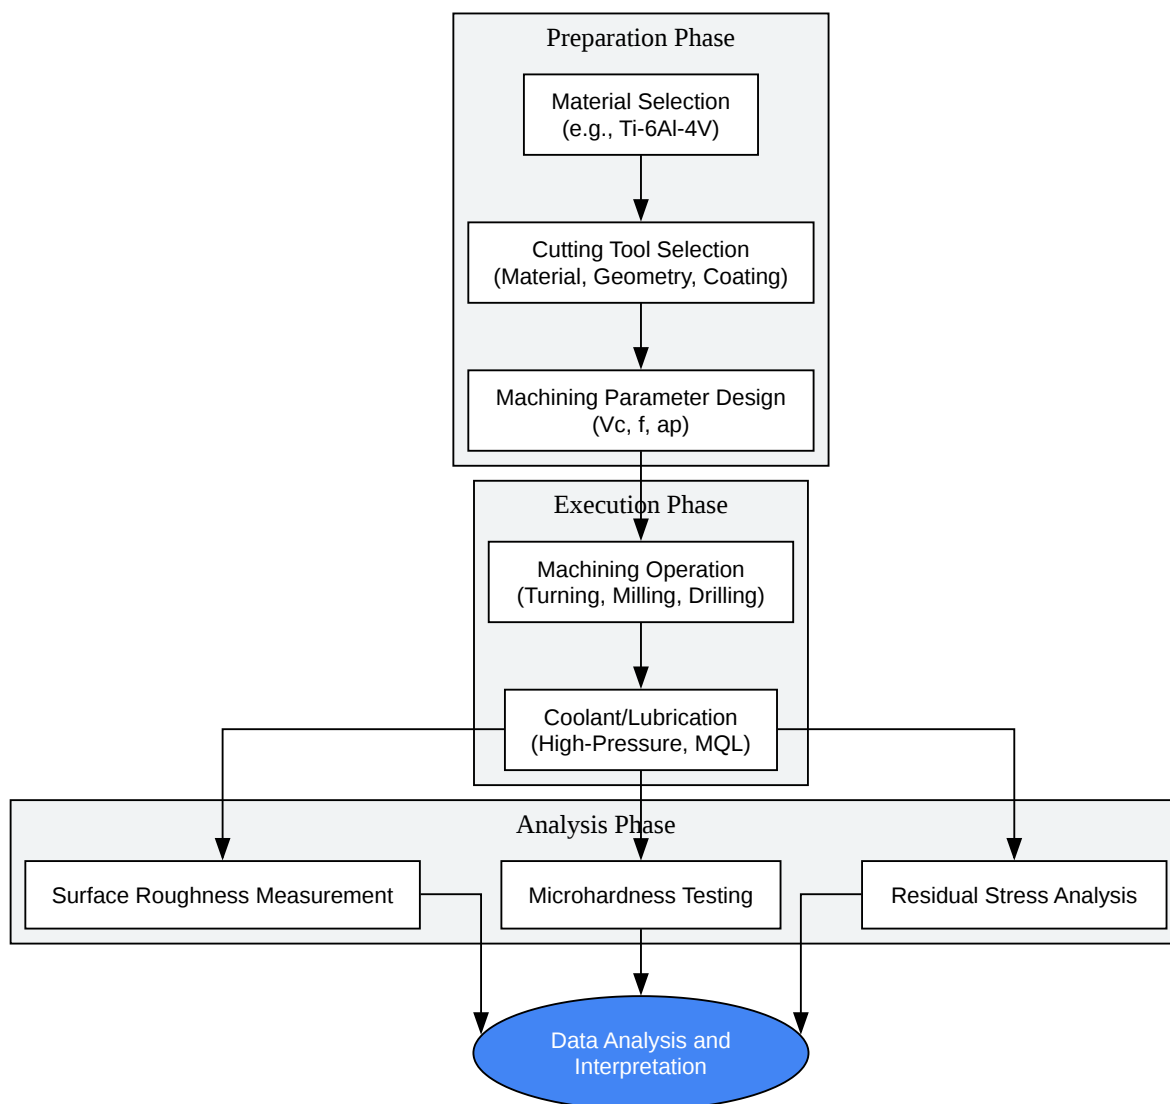 Preparation Phase
Material Selection
(e.g., Ti-6Al-4V)
Cutting Tool Selection
(Material, Geometry, Coating)
Machining Parameter Design
(Vc, f, ap)
Execution Phase
Machining Operation
(Turning, Milling, Drilling)
Coolant/Lubrication
(High-Pressure, MQL)
Analysis Phase
Surface Roughness Measurement
Microhardness Testing
Residual Stress Analysis
Data Analysis and
Interpretation